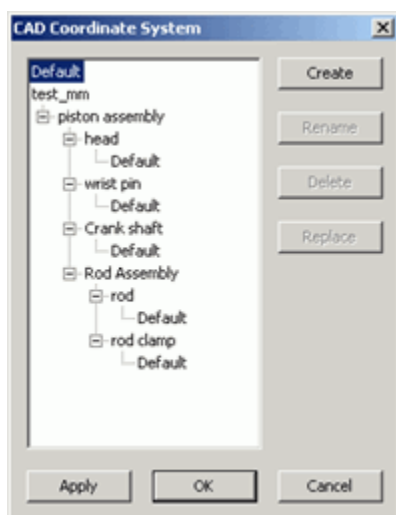 CAD Coordinate System
Default
test_mm
piston assembly
head
Default
wrist pin
Default
Crank shaft
Default
Rod Assembly
rod
Default
rod clamp
Default
Create
Rename
Delete
Replace
Apply
OK
Cancel